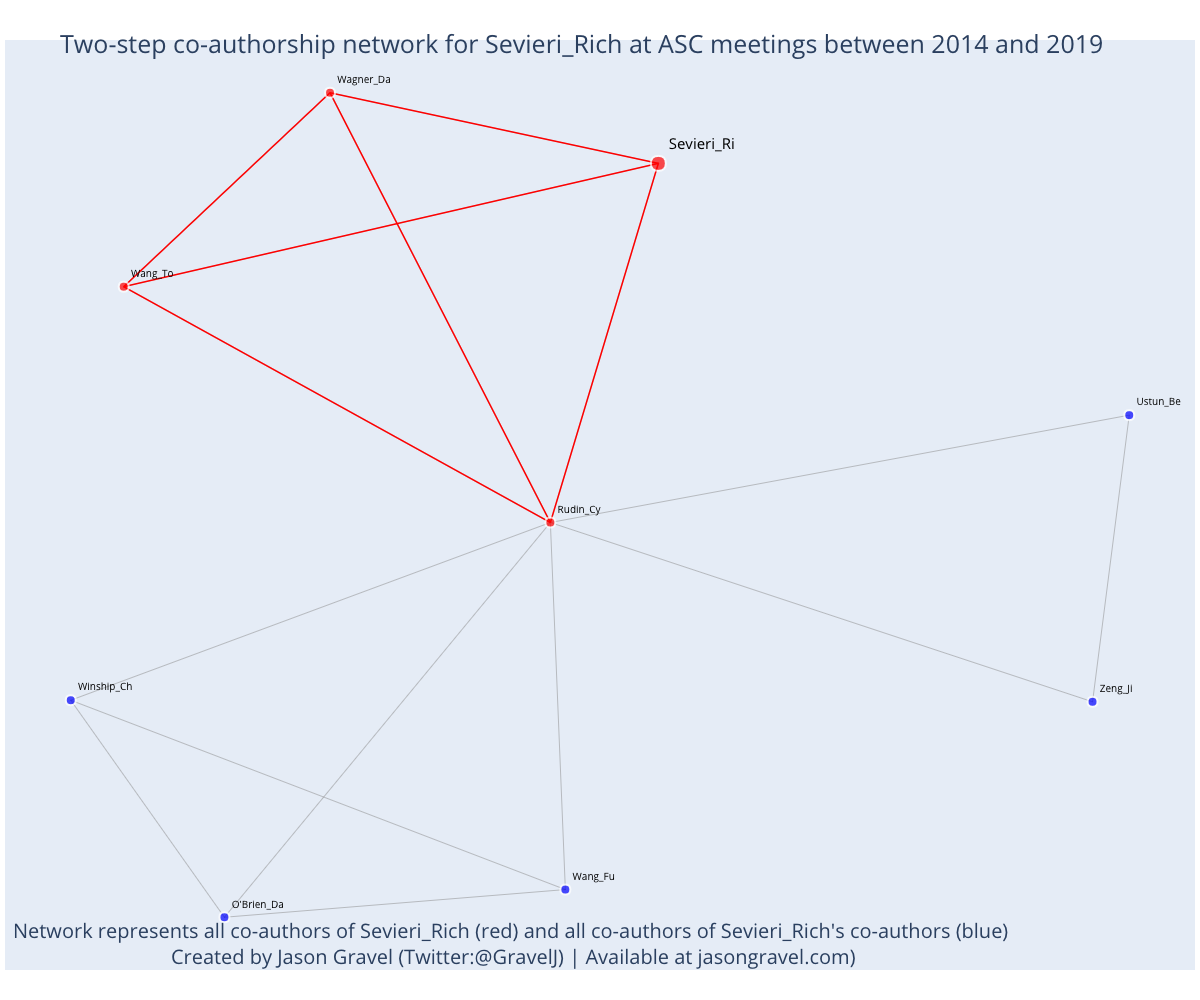 Two-step co-authorship network for Sevieri_Rich at ASC meetings between 2014 and 2019
Wagner_Da
Sevieri_Ri
Wang_To
Ustun_Be
Rudin_Cy
Winship_Ch
Zeng_Ji
Wang_Fu
O'Brien_Da
Network represents all co-authors of Sevieri_Rich (red) and all co-authors of Sevieri_Rich's co-authors (blue)
Created by Jason Gravel (Twitter:@GravelJ) | Available at jasongravel.com)